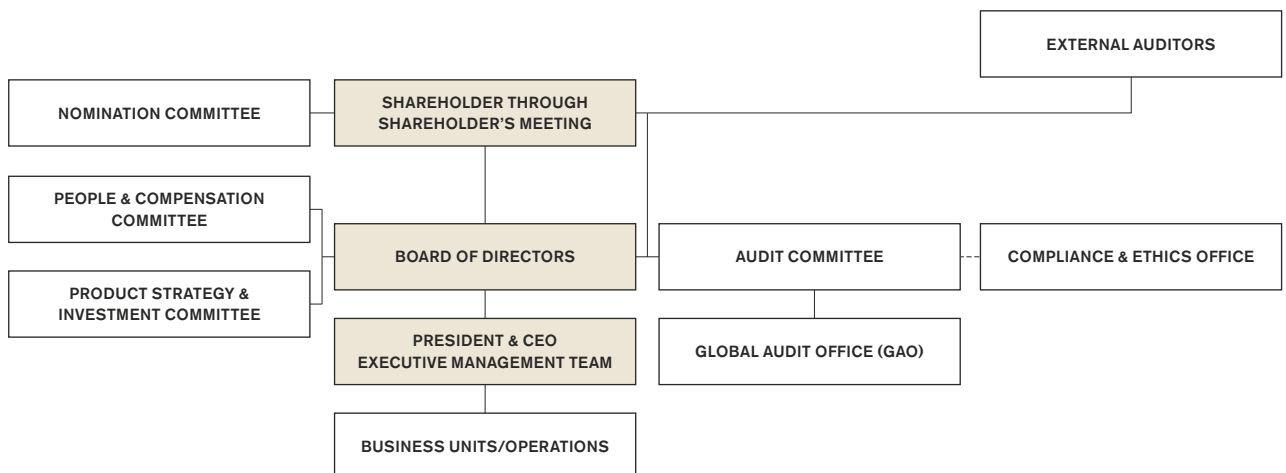 EXTERNAL AUDITORS
NOMINATION COMMITTEE
SHAREHOLDER THROUGH
SHAREHOLDER’S MEETING
PEOPLE & COMPENSATION
COMMITTEE
BOARD OF DIRECTORS
AUDIT COMMITTEE
COMPLIANCE & ETHICS OFFICE
PRODUCT STRATEGY &
INVESTMENT COMMITTEE
PRESIDENT & CEO
EXECUTIVE MANAGEMENT TEAM
GLOBAL AUDIT OFFICE (GAO)
BUSINESS UNITS/OPERATIONS